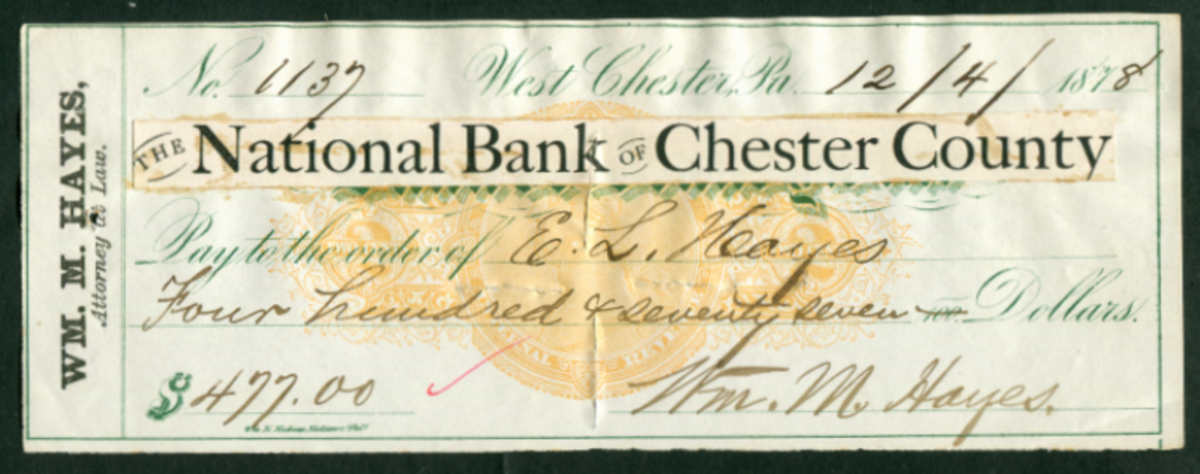 WM. M. HAYES,
Attorney at Law.
No. 1137 West Chester, Pa. 12/4/ 1878
THE National Bank OF Chester County
Pay to the order of E. L. Hayes
Four hundred & seventy seven 100 Dollars.
$ 477.00
Wm. M. Hayes.